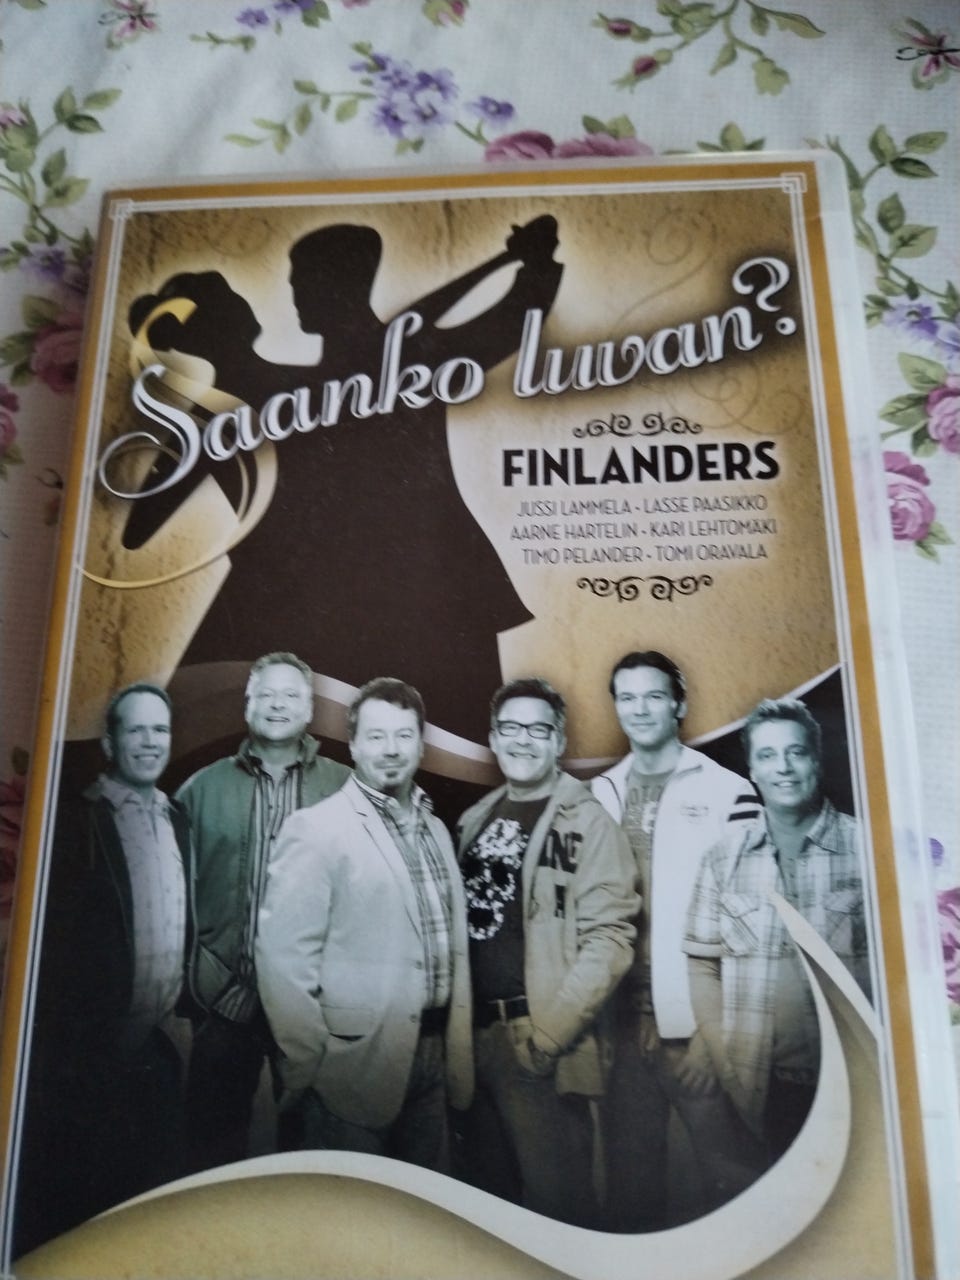 Saanko luvan?
FINLANDERS
JUSSI LAMMELA • LASSE PAASIKKO
AARNE HARTELIN • KARI LEHTOMÄKI
TIMO PELANDER • TOMI ORAVALA